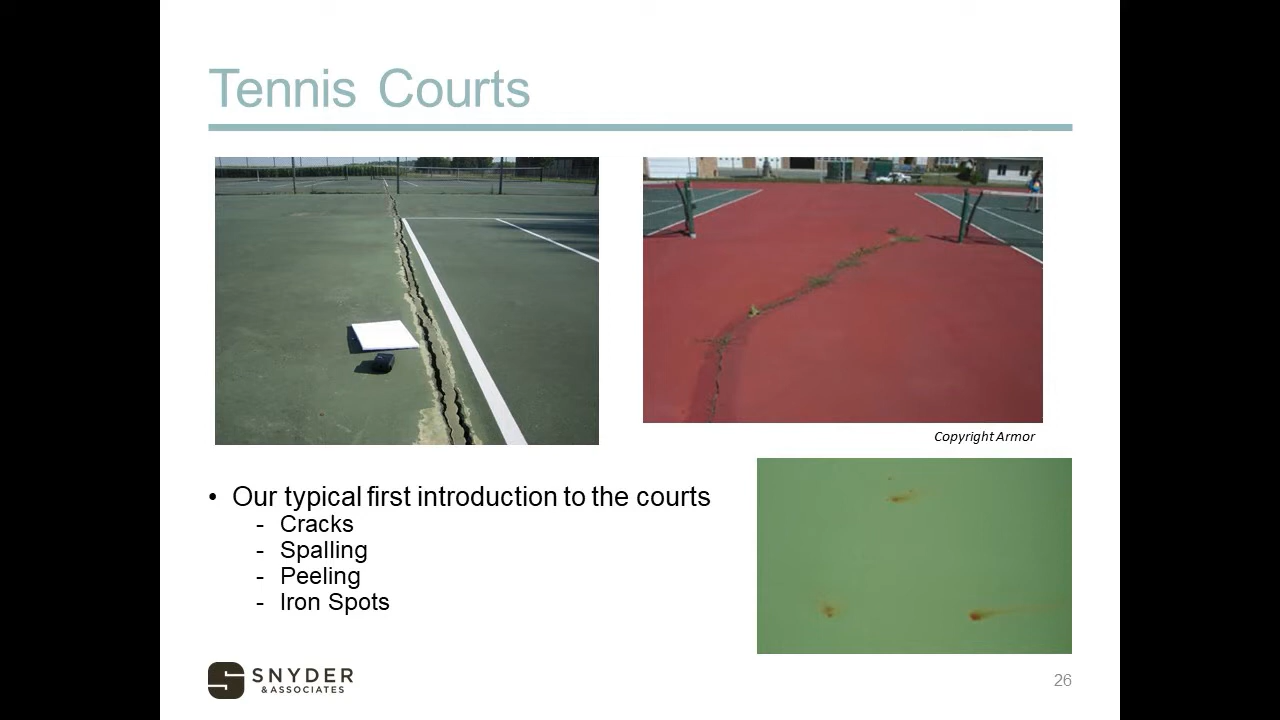 Tennis Courts
Copyright Armor
• Our typical first introduction to the courts
- Cracks
- Spalling
- Peeling
- Iron Spots
SNYDER
& ASSOCIATES
26